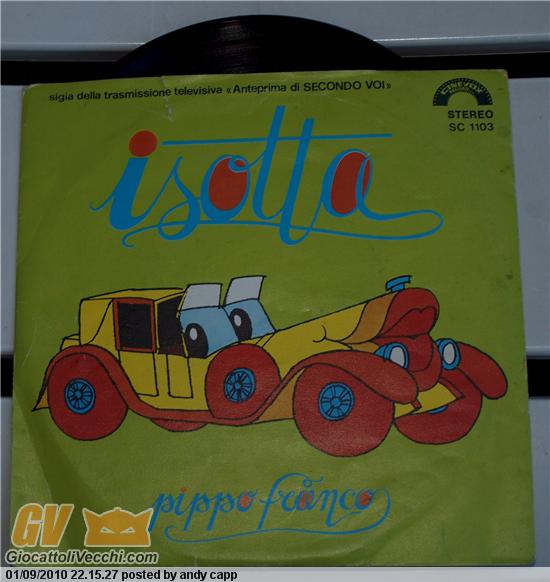 sigla della trasmissione televisiva «Anteprima di SECONDO VOI»
CINEVOX
STEREO
SC 1103
isotta
pippo franco
GV
GiocattoliVecchi.com
01/09/2010 22.15.27 posted by andy capp